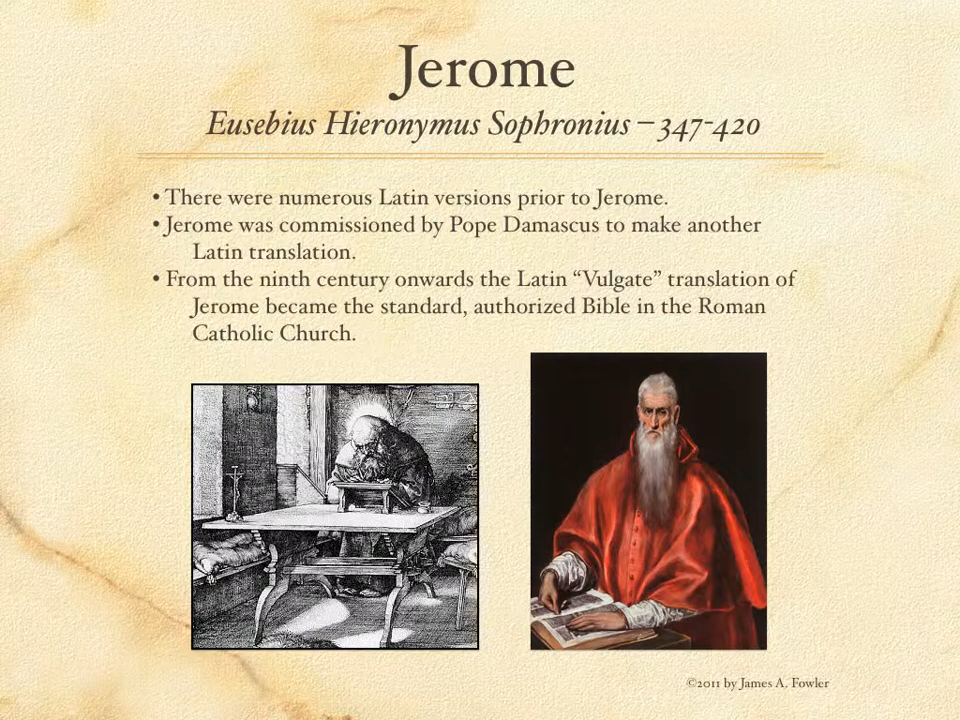 Jerome
Eusebius Hieronymus Sophronius – 347-420
• There were numerous Latin versions prior to Jerome.
• Jerome was commissioned by Pope Damascus to make another
Latin translation.
• From the ninth century onwards the Latin “Vulgate” translation of
Jerome became the standard, authorized Bible in the Roman
Catholic Church.
©2011 by James A. Fowler